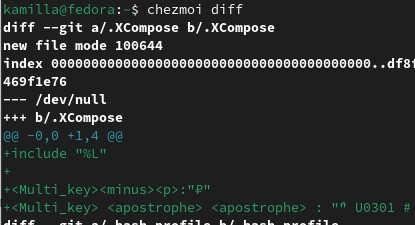 kamilla@fedora:~$ chezmoi diff
diff --git a/.XCompose b/.XCompose
new file mode 100644
index 0000000000000000000000000000000000000000..df8f
469f1e76
--- /dev/null
+++ b/.XCompose
@@ -0,0 +1,4 @@
+include "%L"
+
+<Multi_key><minus><p>:"₽"
+<Multi_key> <apostrophe> <apostrophe> : "́" U0301 #
diff --git a/.bash_profile b/.bash_profile